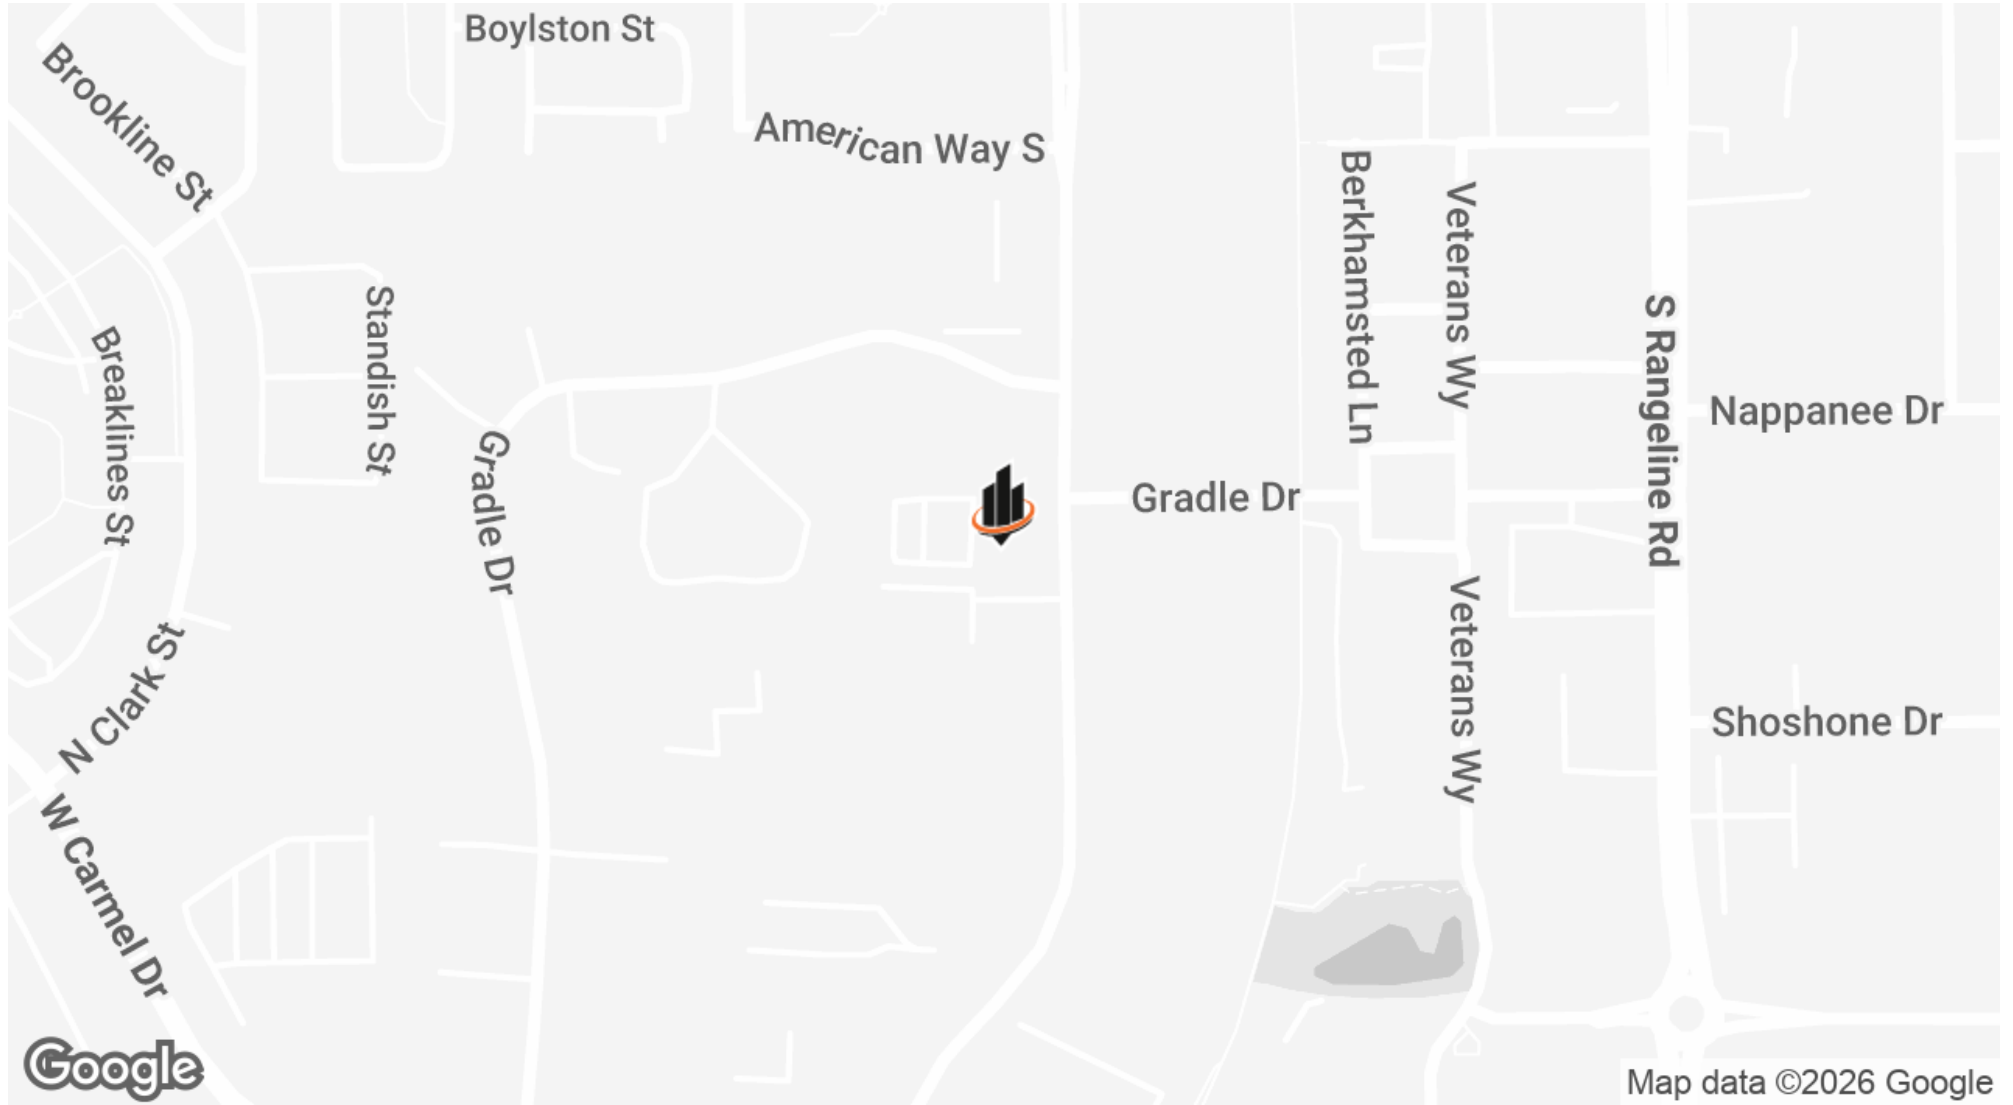 Boylston St
Brookline St
American Way S
Berkhamsted Ln
Veterans Wy
Standish St
S Rangeline Rd
Breaklines St
Nappanee Dr
Gradle Dr
Gradle Dr
Veterans Wy
N Clark St
Shoshone Dr
W Carmel Dr
Google
Map data ©2026 Google